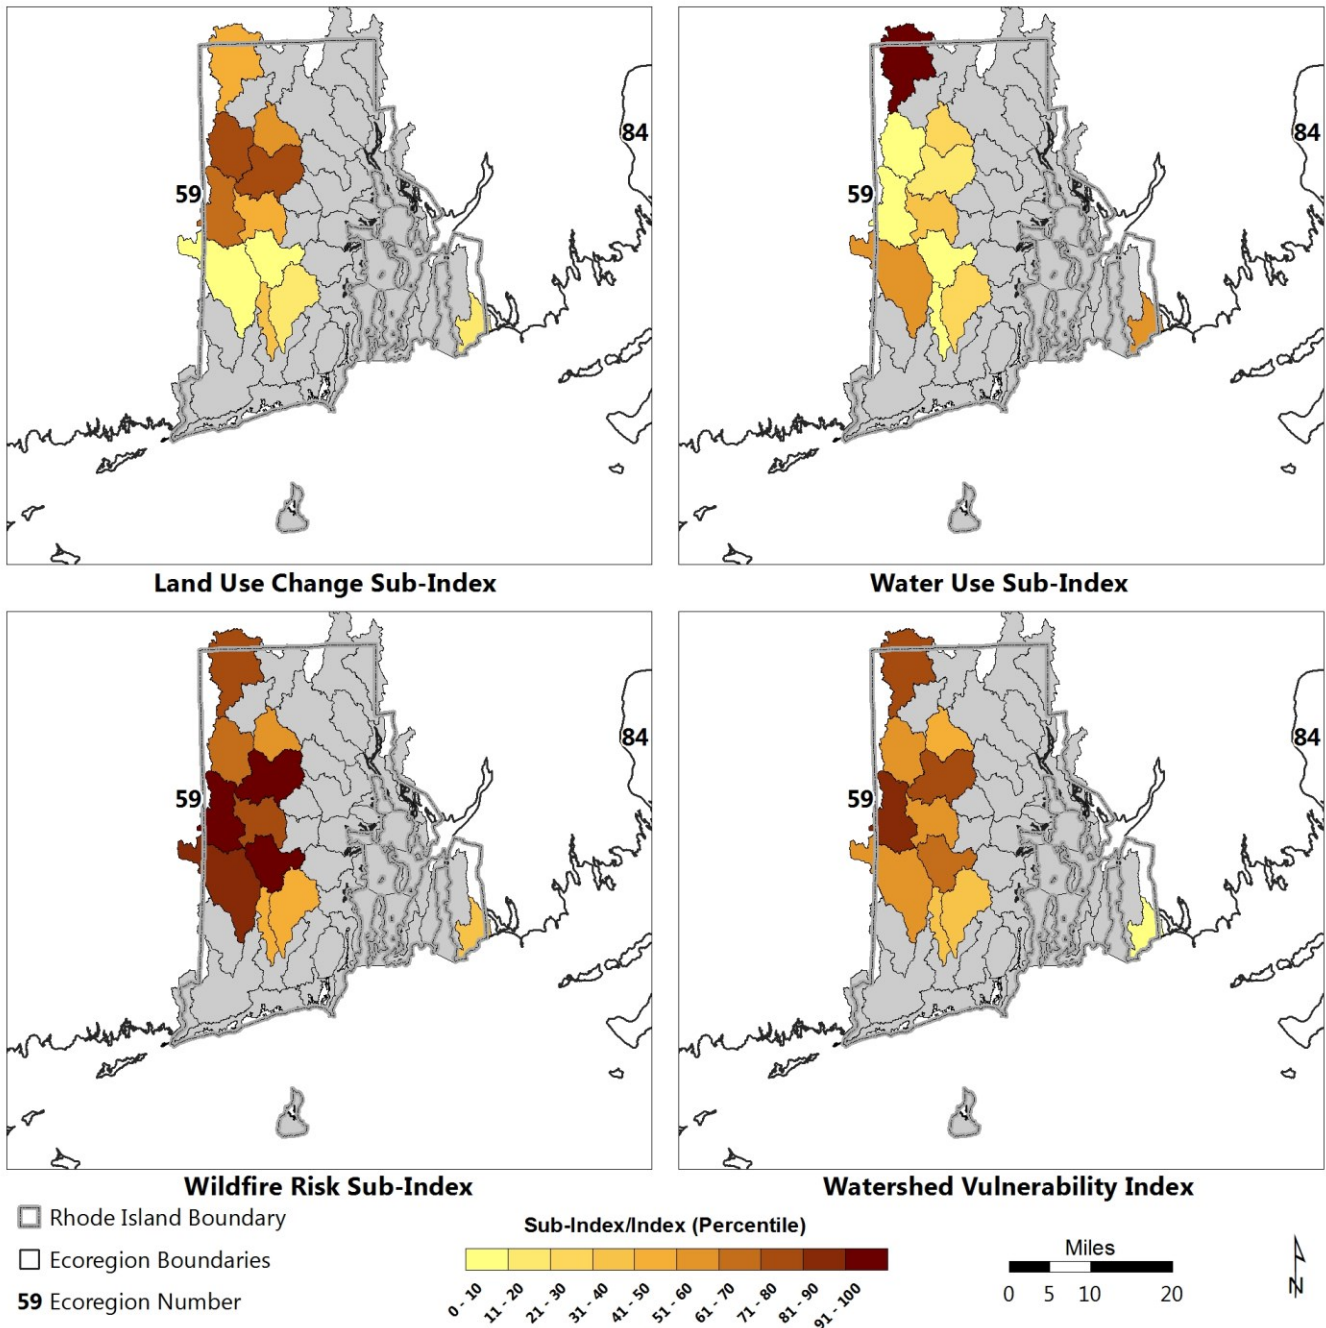 84
59
Land Use Change Sub-Index
84
59
Water Use Sub-Index
84
59
Wildfire Risk Sub-Index
84
59
Watershed Vulnerability Index
Rhode Island Boundary
Ecoregion Boundaries
59 Ecoregion Number
Sub-Index/Index (Percentile)
0 - 10
11 - 20
21 - 30
31 - 40
41 - 50
51 - 60
61 - 70
71 - 80
81 - 90
91 - 100
Miles
0 5 10 20
N